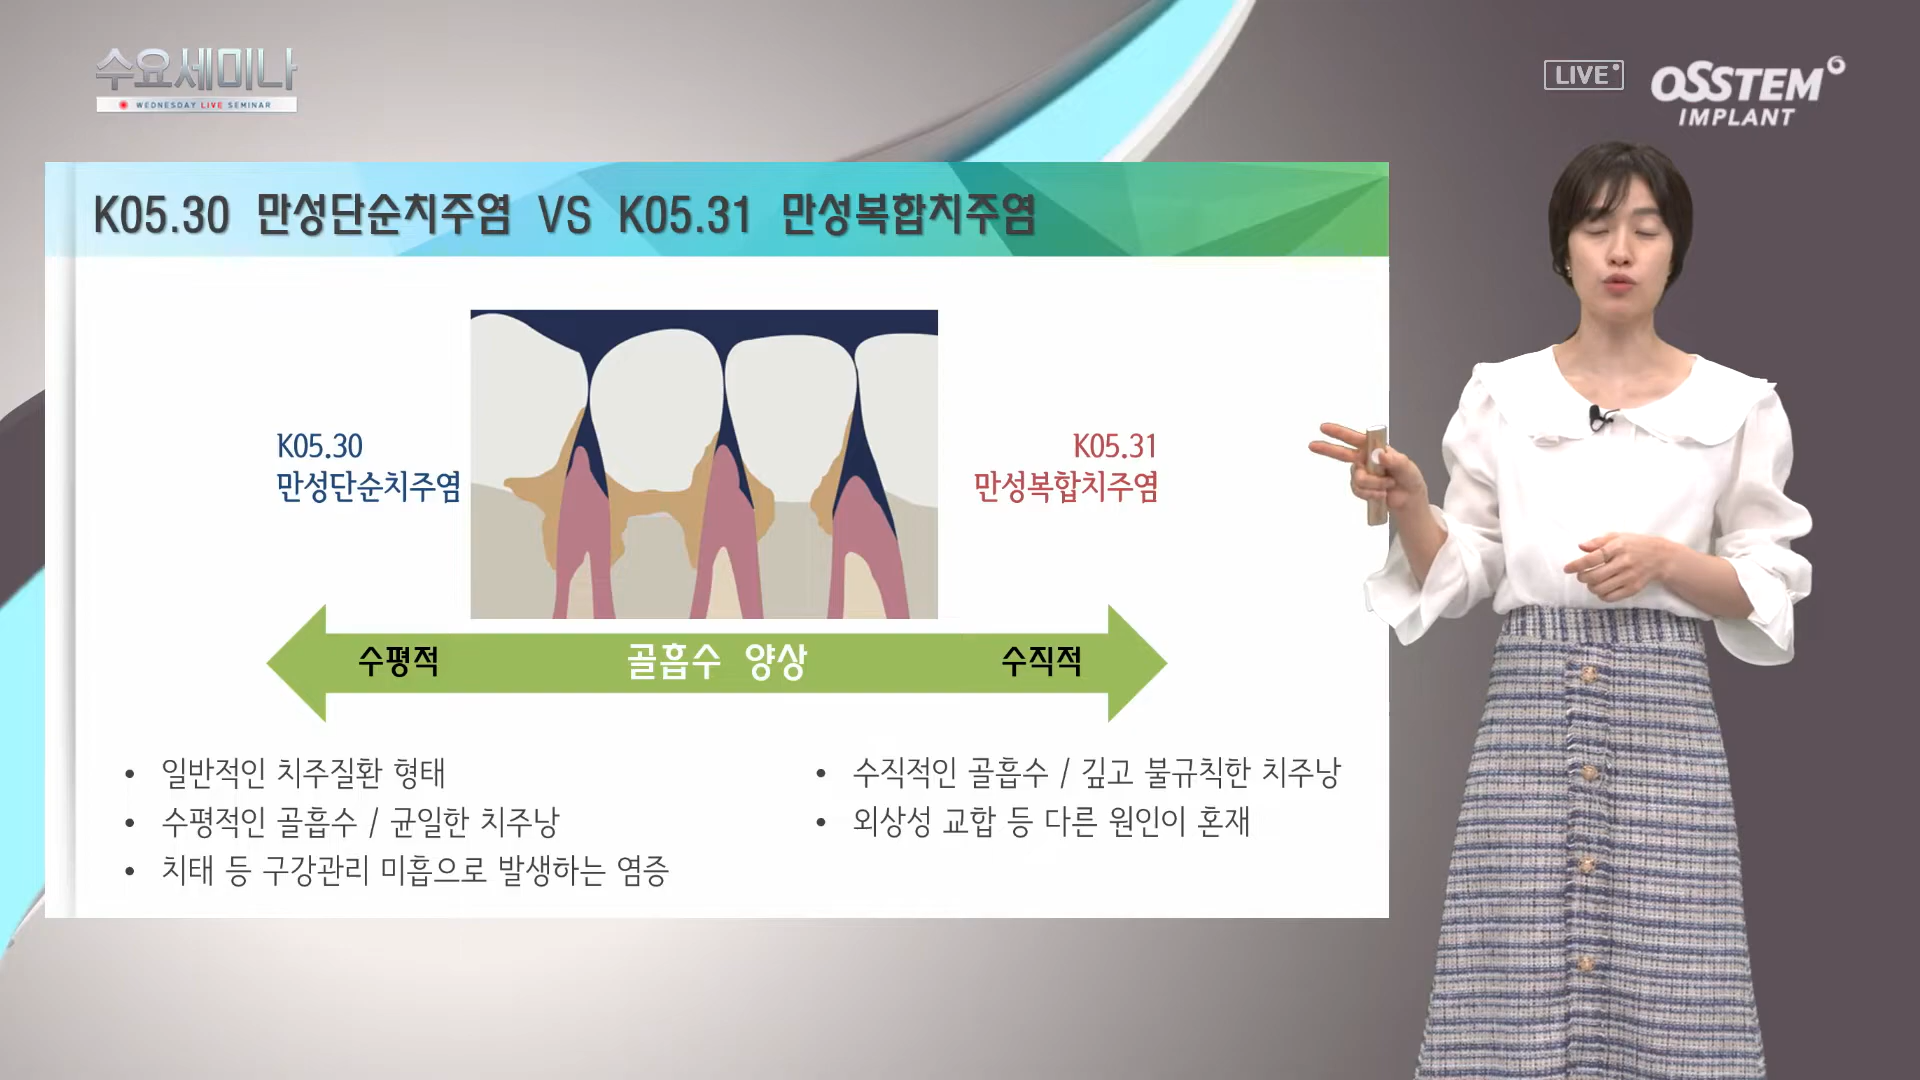 수요세미나
WEDNESDAY LIVE SEMINAR
LIVE
OSSTEM
IMPLANT
K05.30 만성단순치주염 VS K05.31 만성복합치주염
K05.30
만성단순치주염
K05.31
만성복합치주염
수평적 골흡수 양상 수직적
• 일반적인 치주질환 형태
• 수평적인 골흡수 / 균일한 치주낭
• 치태 등 구강관리 미흡으로 발생하는 염증
• 수직적인 골흡수 / 깊고 불규칙한 치주낭
• 외상성 교합 등 다른 원인이 혼재